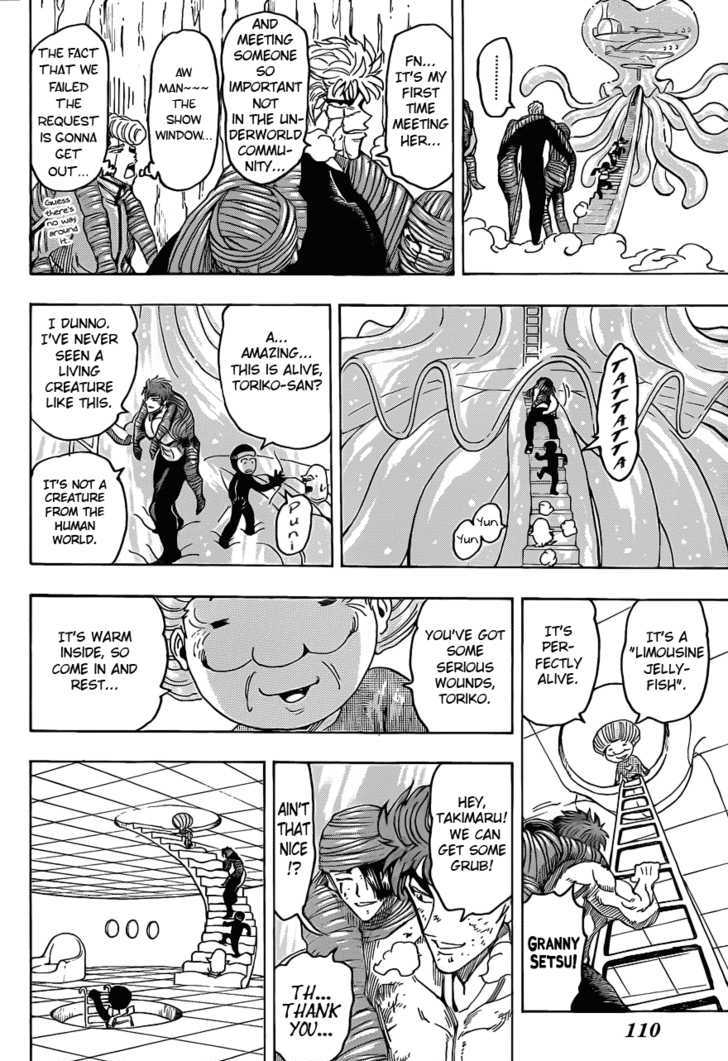 .........
FN...
IT'S MY
FIRST
TIME
MEETING
HER...
AND
MEETING
SOMEONE
SO
IMPORTANT
NOT
IN THE UN-
DERWORLD
COMMU-
NITY...
AW
MAN~~~
THE
SHOW
WINDOW...
THE FACT
THAT WE
FAILED
THE
REQUEST
IS GONNA
GET
OUT...
Guess
there's
no way
around
it.
TATTATTA
Yun
Yun
A...
AMAZING...
THIS IS ALIVE,
TORIKO-SAN?
Puni
I DUNNO.
I'VE NEVER
SEEN A
LIVING
CREATURE
LIKE THIS.
IT'S NOT A
CREATURE
FROM THE
HUMAN
WORLD.
IT'S A
"LIMOUSINE
JELLY-
FISH".
IT'S
PER-
FECTLY
ALIVE.
GRANNY
SETSU!
YOU'VE GOT
SOME
SERIOUS
WOUNDS,
TORIKO.
IT'S WARM
INSIDE, SO
COME IN AND
REST...
HEY,
TAKIMARU!
WE CAN
GET SOME
GRUB!
AIN'T
THAT
NICE
!?
TH...
THANK
YOU...
110